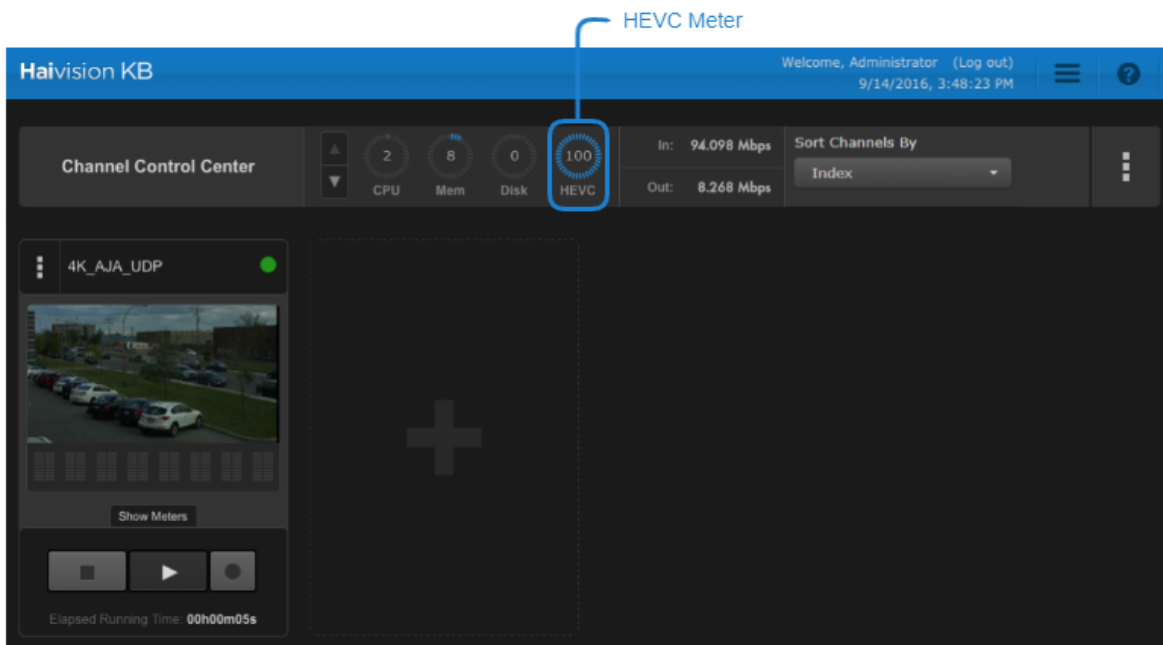 HEVC Meter
Haivision KB
Welcome, Administrator (Log out)
9/14/2016, 3:48:23 PM
?
Channel Control Center
2
CPU
8
Mem
0
Disk
100
HEVC
In: 94.098 Mbps
Out: 8.268 Mbps
Sort Channels By
Index
4K_AJA_UDP
Show Meters
Elapsed Running Time: 00h00m05s